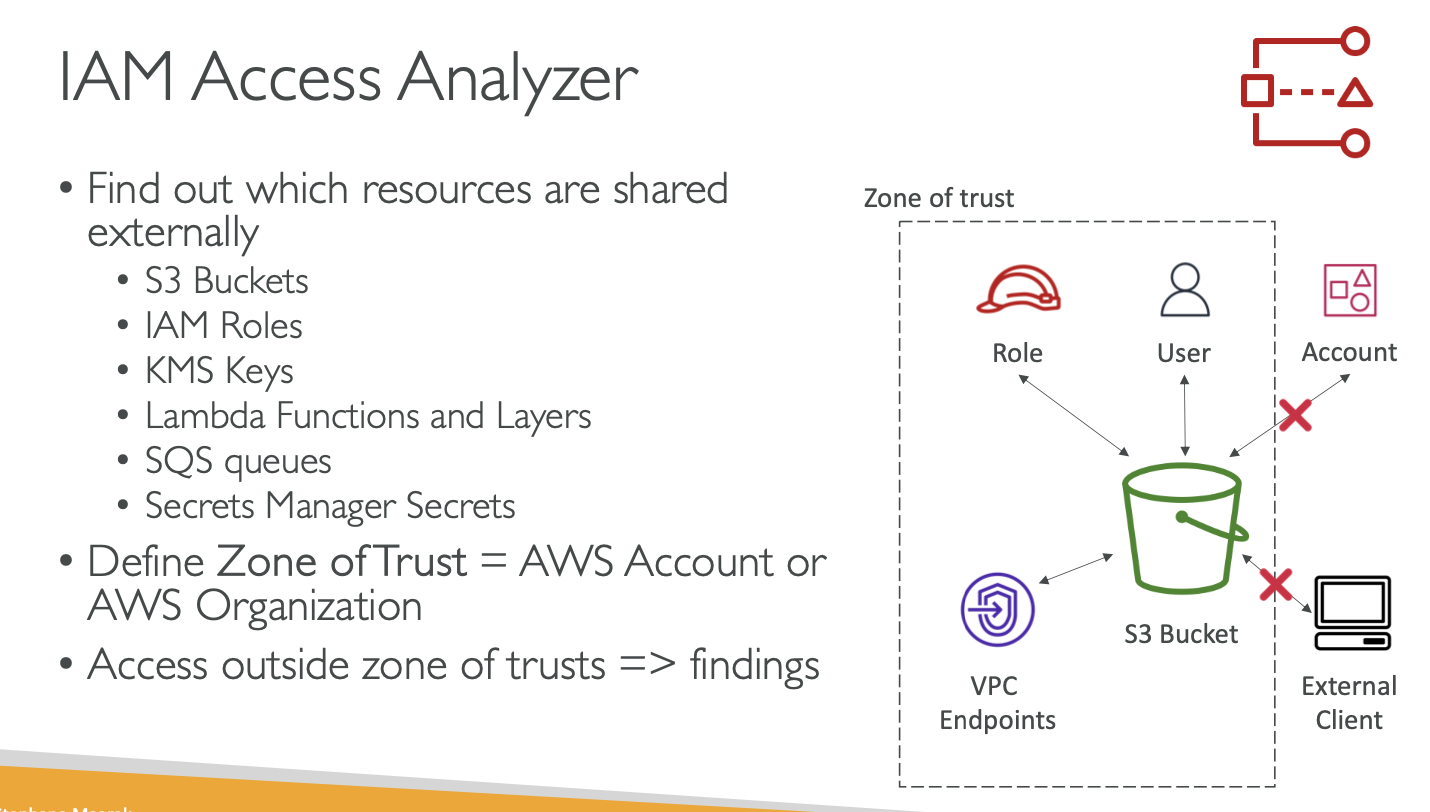 IAM Access Analyzer
• Find out which resources are shared
externally
• S3 Buckets
• IAM Roles
• KMS Keys
• Lambda Functions and Layers
• SQS queues
• Secrets Manager Secrets
• Define Zone of Trust = AWS Account or
AWS Organization
• Access outside zone of trusts => findings
Zone of trust
Role
User
Account
S3 Bucket
VPC
Endpoints
External
Client